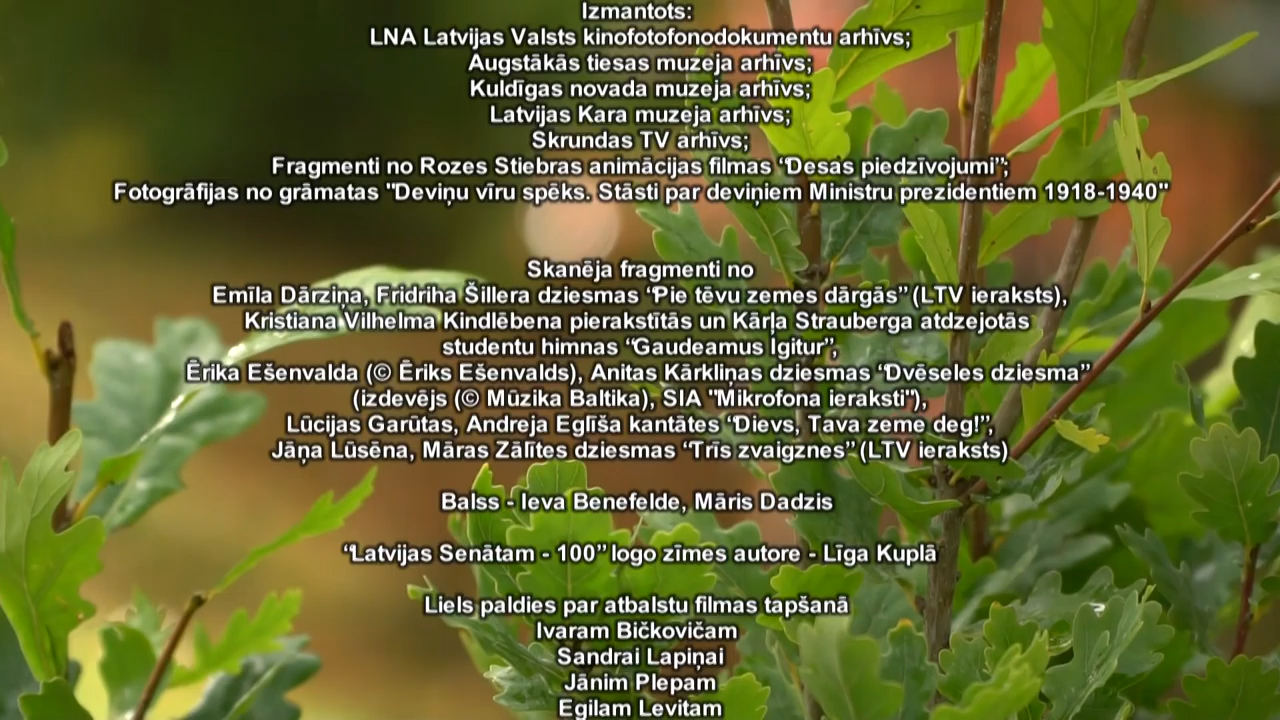 Izmantots:
LNA Latvijas Valsts kinofotofonodokumentu arhīvs;
Augstākās tiesas muzeja arhīvs;
Kuldīgas novada muzeja arhīvs;
Latvijas Kara muzeja arhīvs;
Skrundas TV arhīvs;
Fragmenti no Rozes Stiebras animācijas filmas “Desas piedzīvojumi”;
Fotogrāfijas no grāmatas "Deviņu vīru spēks. Stāsti par deviņiem Ministru prezidentiem 1918-1940"
Skanēja fragmenti no
Emīla Dārziņa, Fridriha Šillera dziesmas “Pie tēvu zemes dārgās” (LTV ieraksts),
Kristiana Vilhelma Kindlēbena pierakstītās un Kārļa Strauberga atdzejotās
studentu himnas “Gaudeamus Igitur”,
Ērika Ešenvalda (© Ēriks Ešenvalds), Anitas Kārkliņas dziesmas “Dvēseles dziesma”
(izdevējs (© Mūzika Baltika), SIA "Mikrofona ieraksti"),
Lūcijas Garūtas, Andreja Eglīša kantātes “Dievs, Tava zeme deg!”,
Jāņa Lūsēna, Māras Zālītes dziesmas “Trīs zvaigznes” (LTV ieraksts)
Balss - Ieva Benefelde, Māris Dadzis
“Latvijas Senātam - 100” logo zīmes autore - Līga Kuplā
Liels paldies par atbalstu filmas tapšanā
Ivaram Bičkovičam
Sandrai Lapiņai
Jānim Plepam
Egilam Levitam